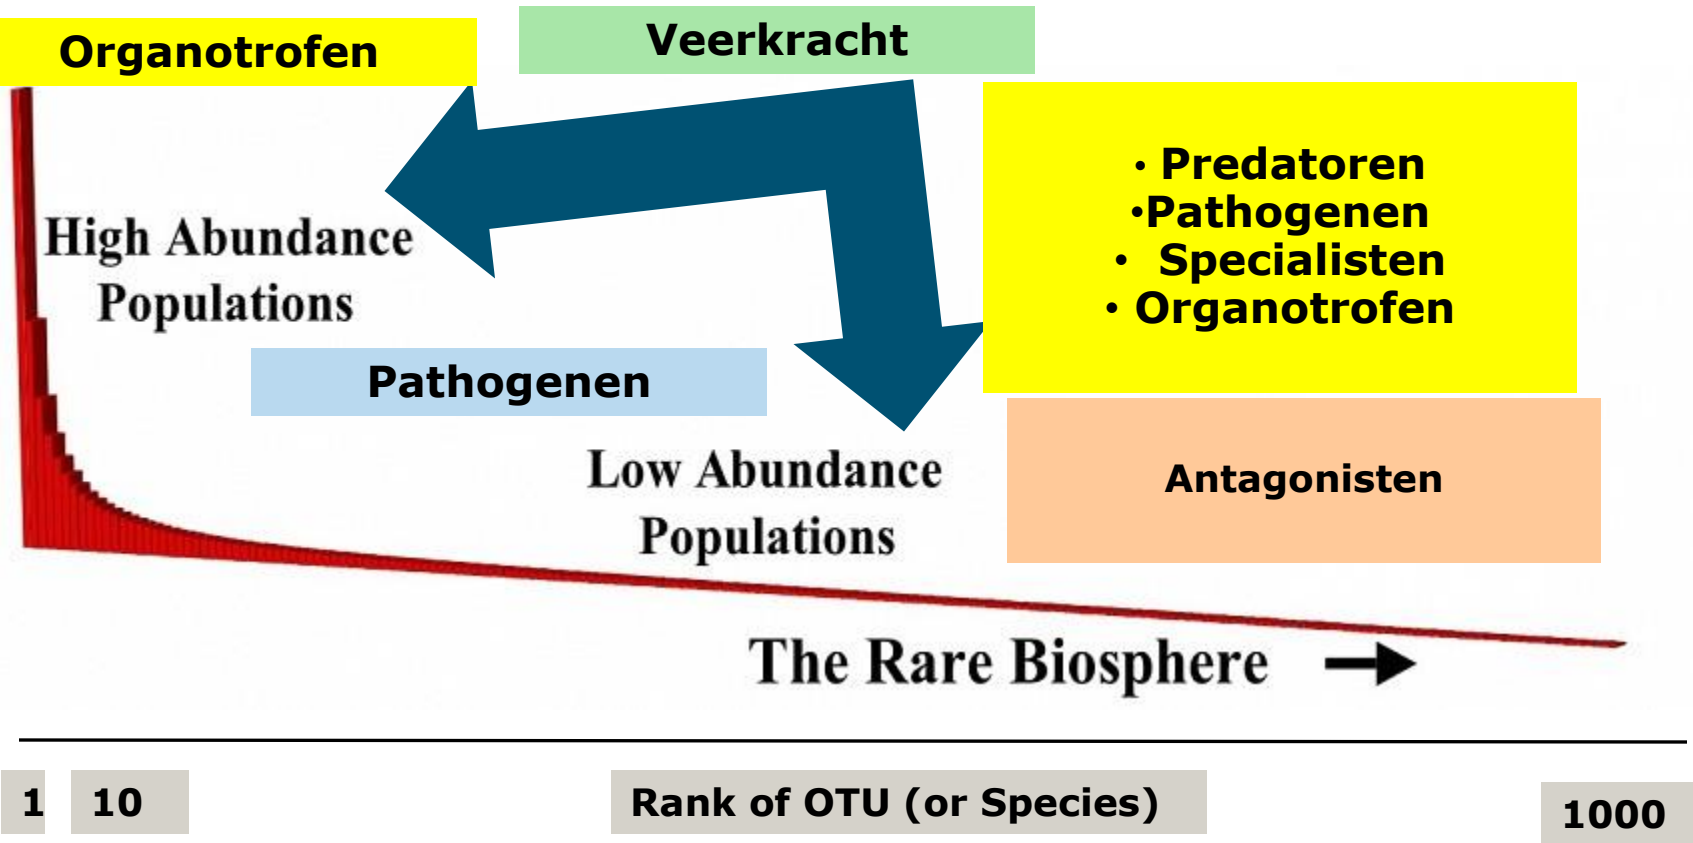 Organotrofen
Veerkracht
• Predatoren
•Pathogenen
• Specialisten
• Organotrofen
High Abundance
Populations
Pathogenen
Low Abundance
Populations
Antagonisten
The Rare Biosphere
1
10
Rank of OTU (or Species)
1000